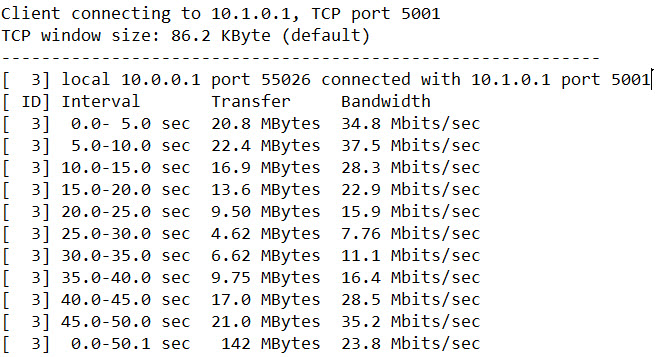 Client connecting to 10.1.0.1, TCP port 5001
TCP window size: 86.2 KByte (default)
------------------------------------------------------------
[  3] local 10.0.0.1 port 55026 connected with 10.1.0.1 port 5001
[ ID] Interval       Transfer     Bandwidth
[  3]  0.0- 5.0 sec  20.8 MBytes  34.8 Mbits/sec
[  3]  5.0-10.0 sec  22.4 MBytes  37.5 Mbits/sec
[  3] 10.0-15.0 sec  16.9 MBytes  28.3 Mbits/sec
[  3] 15.0-20.0 sec  13.6 MBytes  22.9 Mbits/sec
[  3] 20.0-25.0 sec  9.50 MBytes  15.9 Mbits/sec
[  3] 25.0-30.0 sec  4.62 MBytes  7.76 Mbits/sec
[  3] 30.0-35.0 sec  6.62 MBytes  11.1 Mbits/sec
[  3] 35.0-40.0 sec  9.75 MBytes  16.4 Mbits/sec
[  3] 40.0-45.0 sec  17.0 MBytes  28.5 Mbits/sec
[  3] 45.0-50.0 sec  21.0 MBytes  35.2 Mbits/sec
[  3]  0.0-50.1 sec   142 MBytes  23.8 Mbits/sec